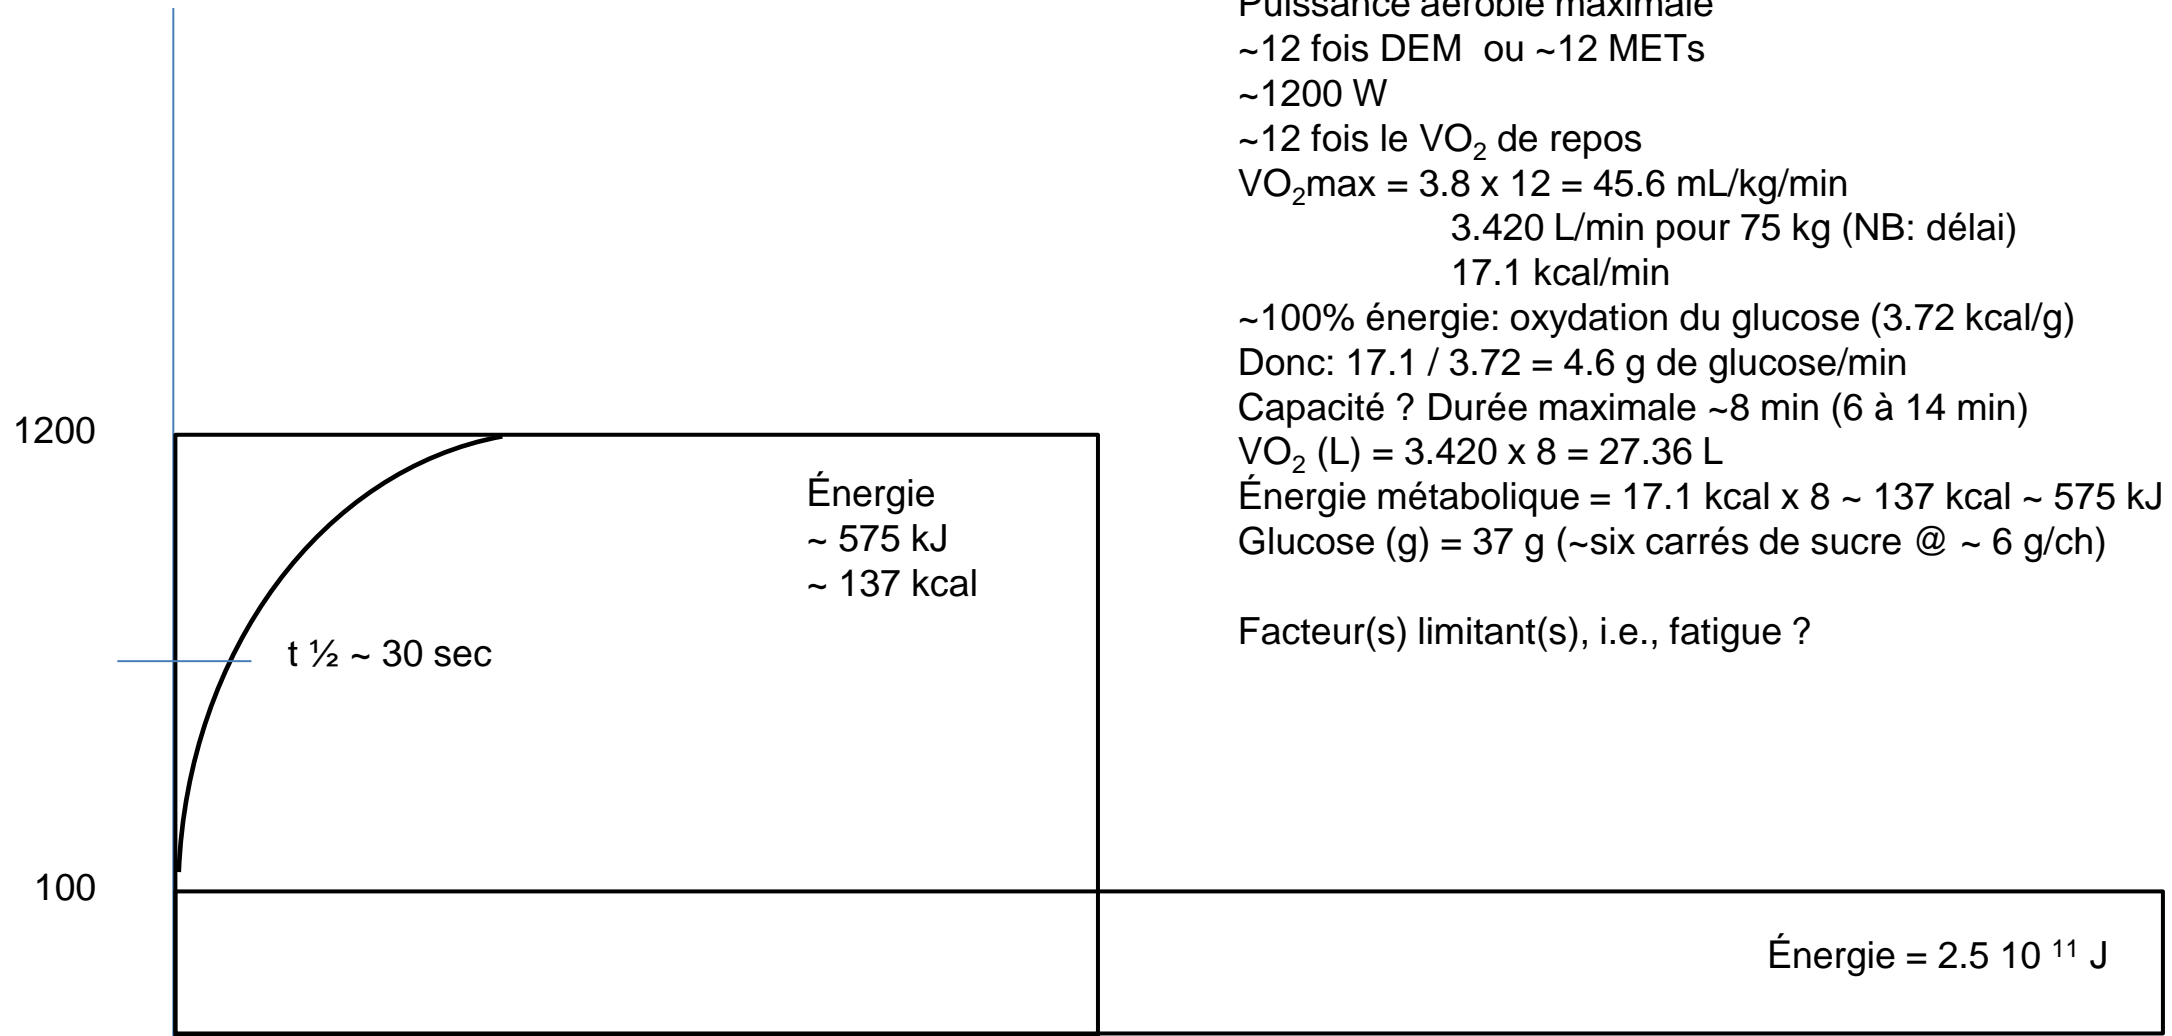 Puissance aérobie maximale
~12 fois DEM ou ~12 METs
~1200 W
~12 fois le VO₂ de repos
VO₂max = 3.8 x 12 = 45.6 mL/kg/min
3.420 L/min pour 75 kg (NB: délai)
17.1 kcal/min
~100% énergie: oxydation du glucose (3.72 kcal/g)
Donc: 17.1 / 3.72 = 4.6 g de glucose/min
Capacité ? Durée maximale ~8 min (6 à 14 min)
VO₂ (L) = 3.420 x 8 = 27.36 L
Énergie métabolique = 17.1 kcal x 8 ~ 137 kcal ~ 575 kJ
Glucose (g) = 37 g (~six carrés de sucre @ ~ 6 g/ch)
Facteur(s) limitant(s), i.e., fatigue ?
1200
Énergie
~ 575 kJ
~ 137 kcal
t ½ ~ 30 sec
100
Énergie = 2.5 10 ¹¹ J